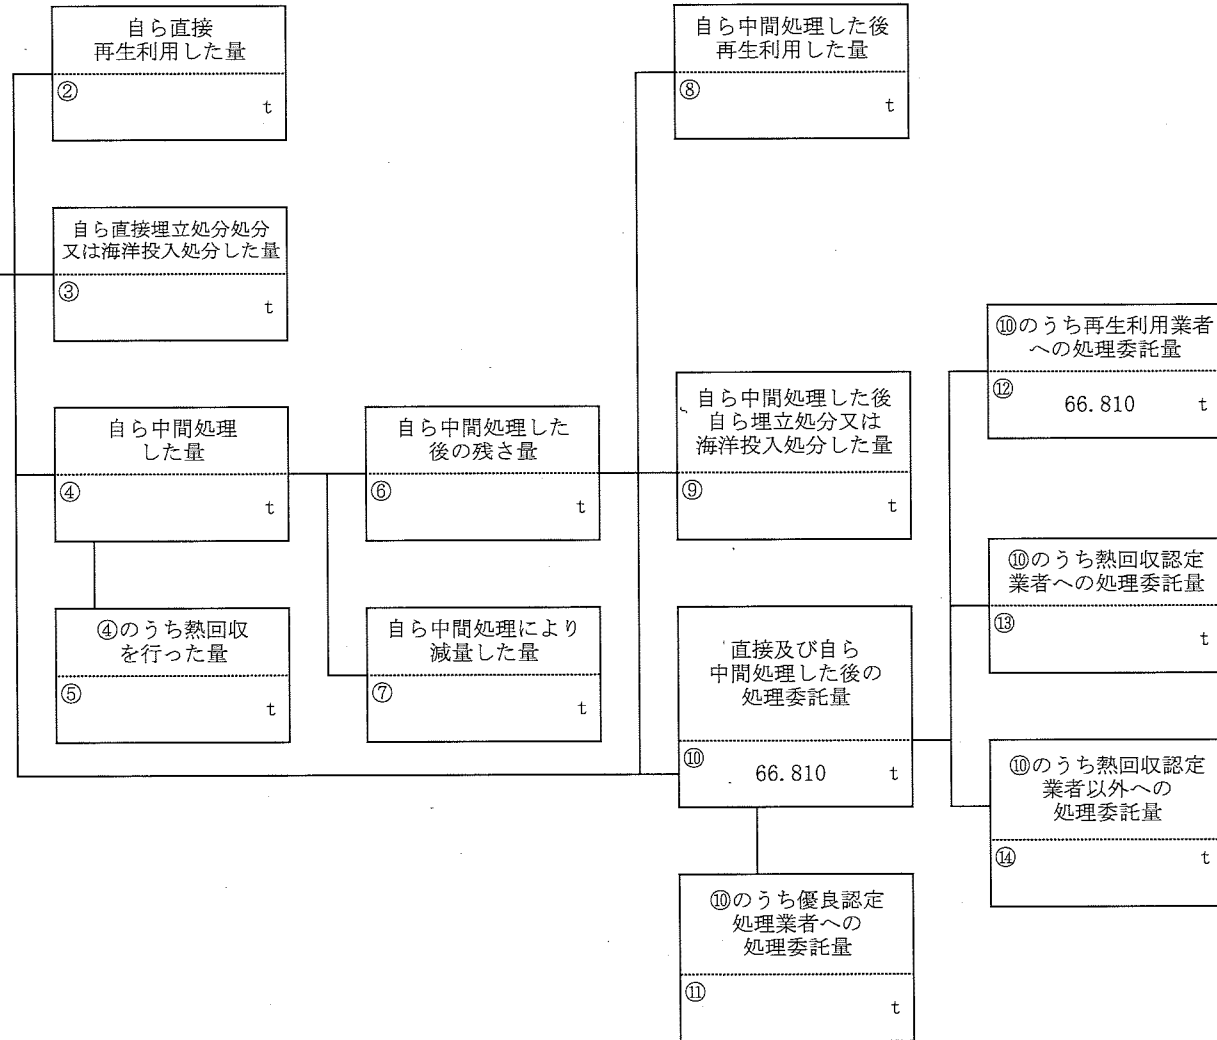 自ら直接
再生利用した量
②
t
自ら中間処理した後
再生利用した量
⑧
t
自ら直接埋立処分処分
又は海洋投入処分した量
③
t
⑩のうち再生利用業者
への処理委託量
⑫
66.810 t
自ら中間処理
した量
④
t
自ら中間処理した
後の残さ量
⑥
t
自ら中間処理した後
自ら埋立処分又は
海洋投入処分した量
⑨
t
⑩のうち熱回収認定
業者への処理委託量
⑬
t
④のうち熱回収
を行った量
⑤
t
自ら中間処理により
減量した量
⑦
t
直接及び自ら
中間処理した後の
処理委託量
⑩
66.810 t
⑩のうち熱回収認定
業者以外への
処理委託量
⑭
t
⑩のうち優良認定
処理業者への
処理委託量
⑪
t